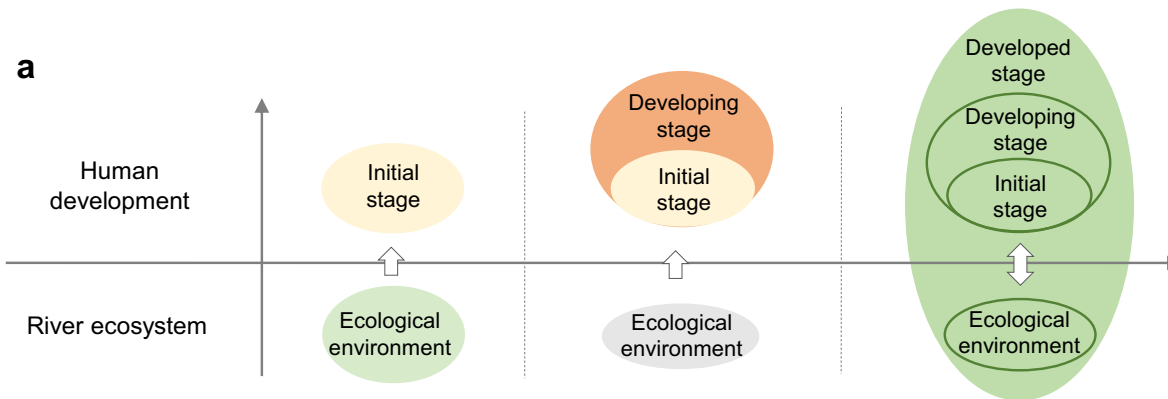 a
Human
development
River ecosystem
Initial
stage
Ecological
environment
Developing
stage
Initial
stage
Ecological
environment
Developed
stage
Developing
stage
Initial
stage
Ecological
environment